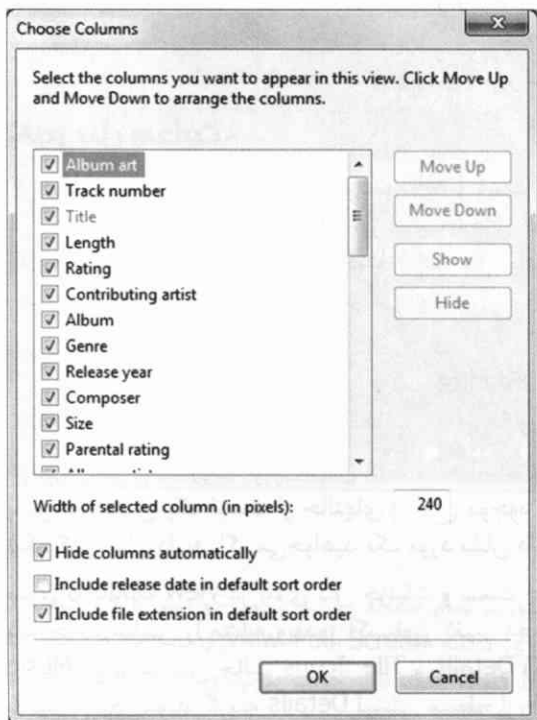 Choose Columns
Select the columns you want to appear in this view. Click Move Up
and Move Down to arrange the columns.
Album art
Track number
Title
Length
Rating
Contributing artist
Album
Genre
Release year
Composer
Size
Parental rating
Move Up
Move Down
Show
Hide
Width of selected column (in pixels): 240
Hide columns automatically
Include release date in default sort order
Include file extension in default sort order
OK Cancel